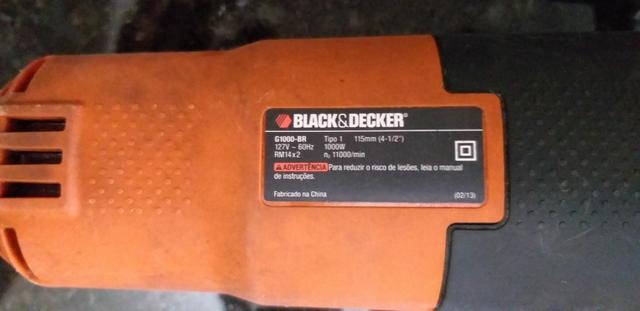 BLACK&DECKER®
G1000-BR Tipo 1 115mm (4-1/2")
127V ~ 60Hz 1000W
RM14x2 n₀ 11000/min
ADVERTÊNCIA Para reduzir o risco de lesões, leia o manual
de instruções.
Fabricado na China (02/13)